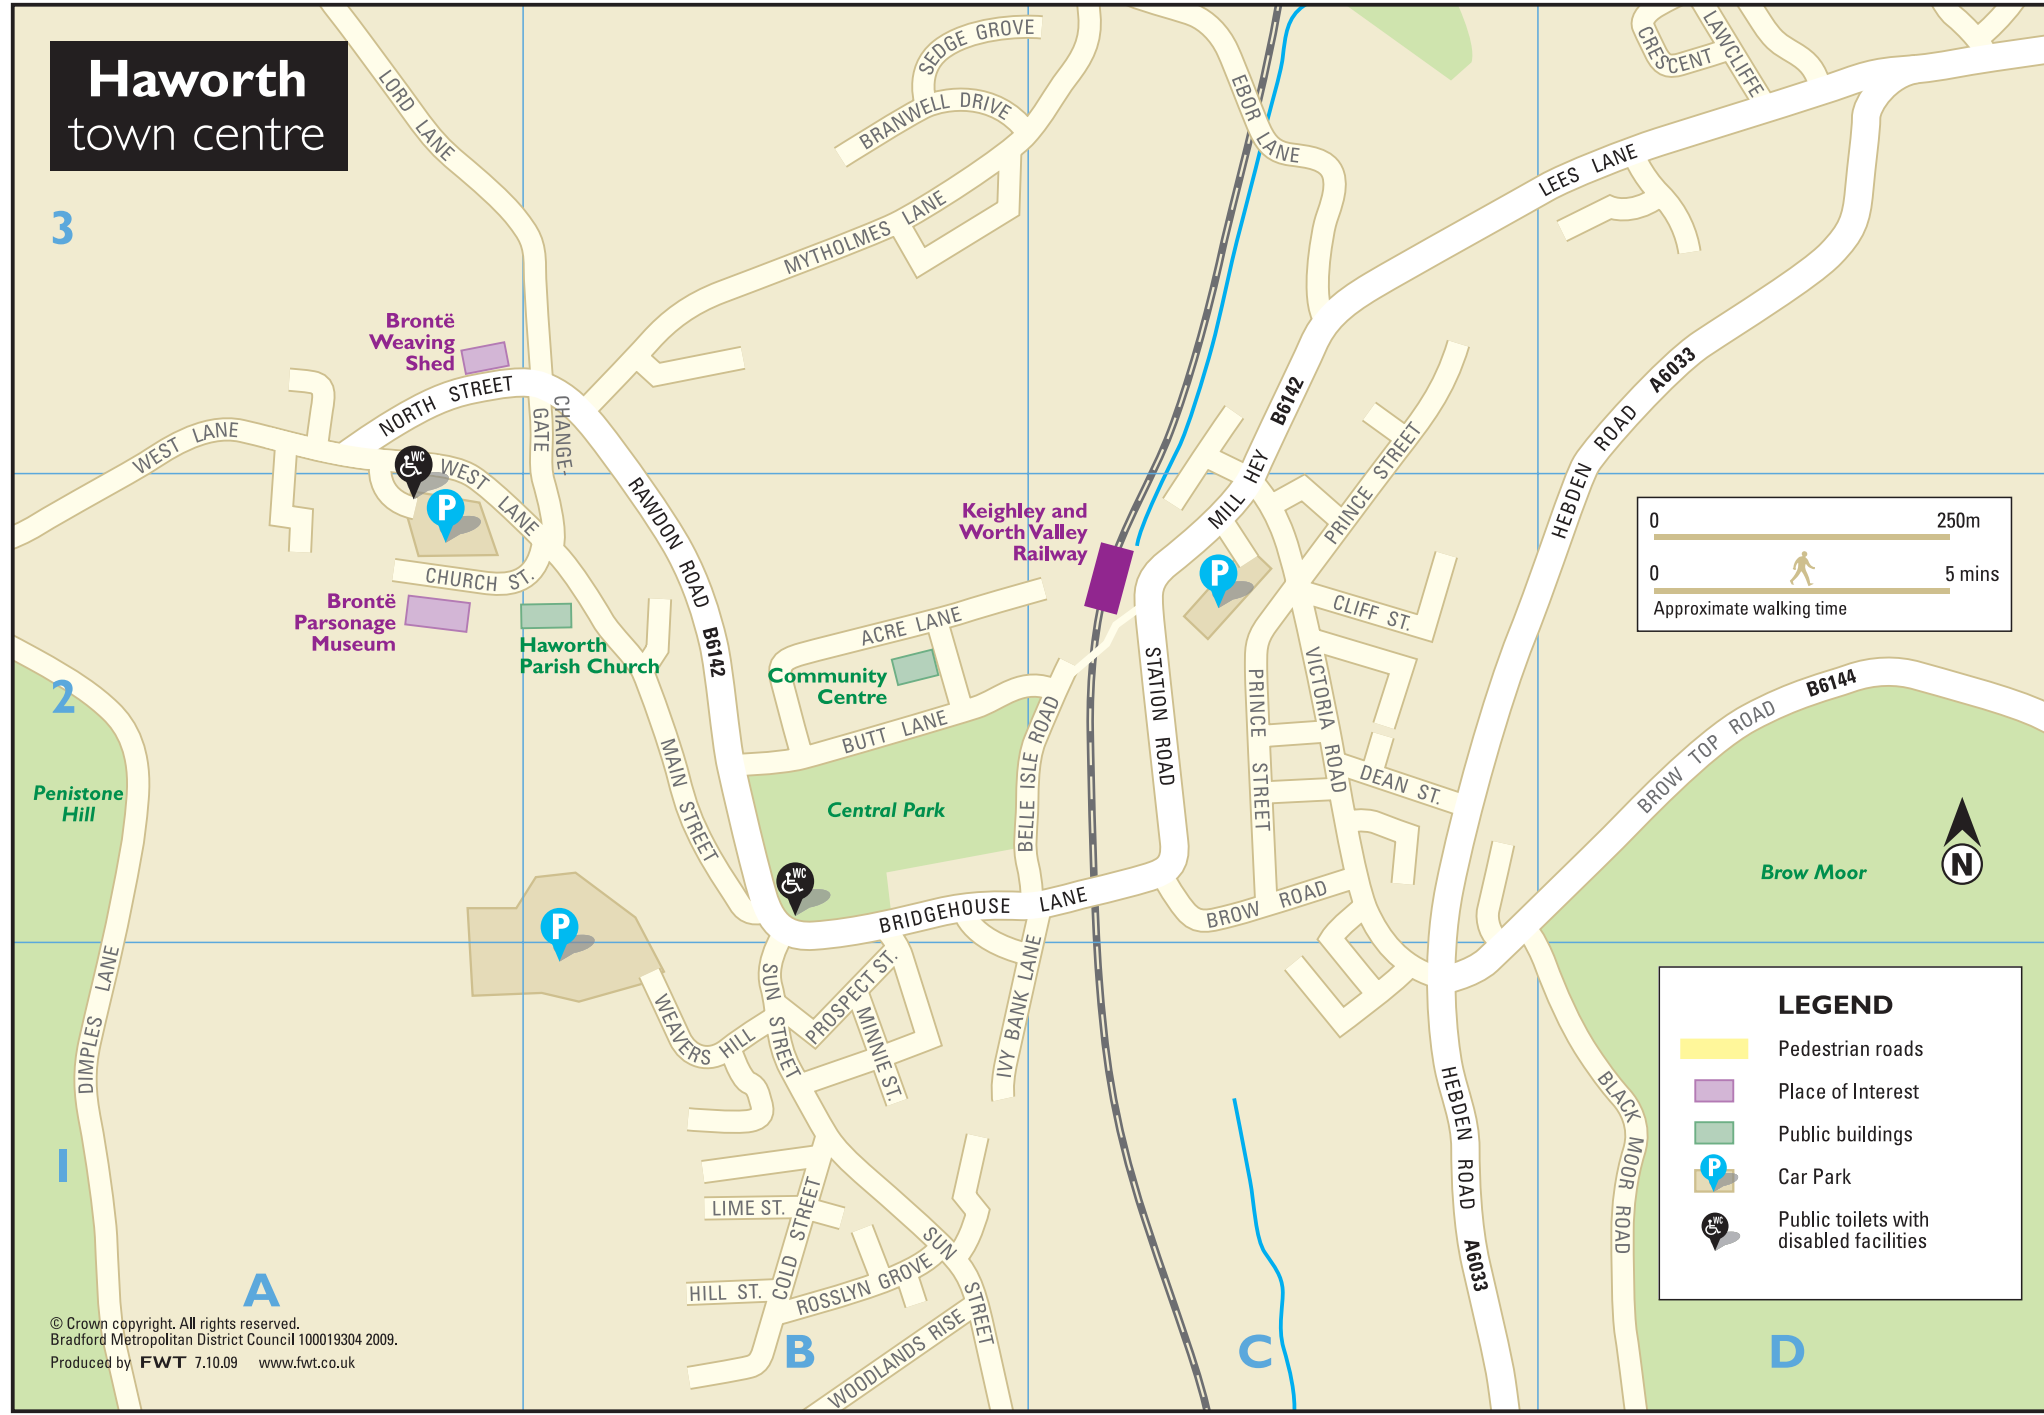 Haworth
town centre
3
2
1
A
B
C
D
LORD LANE
SEDGE GROVE
BRANWELL DRIVE
MYTHOLMES LANE
EBOR LANE
CRESCENT
LAWCLIFFE
LEES LANE
Brontë
Weaving
Shed
NORTH STREET
CHANGE-
GATE
WEST LANE
WC
WEST LANE
P
CHURCH ST.
Brontë
Parsonage
Museum
Haworth
Parish Church
RAWDON ROAD B6142
MAIN STREET
Keighley and
Worth Valley
Railway
ACRE LANE
Community
Centre
BUTT LANE
BELLE ISLE ROAD
Central Park
WC
BRIDGEHOUSE LANE
STATION ROAD
MILL HEY
B6142
P
PRINCE STREET
PRINCE STREET
CLIFF ST.
VICTORIA ROAD
DEAN ST.
BROW ROAD
HEBDEN ROAD A6033
BROW TOP ROAD
B6144
0 250m
0 5 mins
Approximate walking time
Penistone
Hill
DIMPLES LANE
P
WEAVERS HILL
SUN STREET
PROSPECT ST.
MINNIE ST.
IVY BANK LANE
LIME ST.
COLD STREET
HILL ST.
ROSSLYN GROVE
SUN STREET
WOODLANDS RISE
HEBDEN ROAD A6033
BLACK MOOR ROAD
Brow Moor
N
LEGEND
Pedestrian roads
Place of Interest
Public buildings
P
Car Park
WC
Public toilets with
disabled facilities
© Crown copyright. All rights reserved.
Bradford Metropolitan District Council 100019304 2009.
Produced by FWT 7.10.09 www.fwt.co.uk